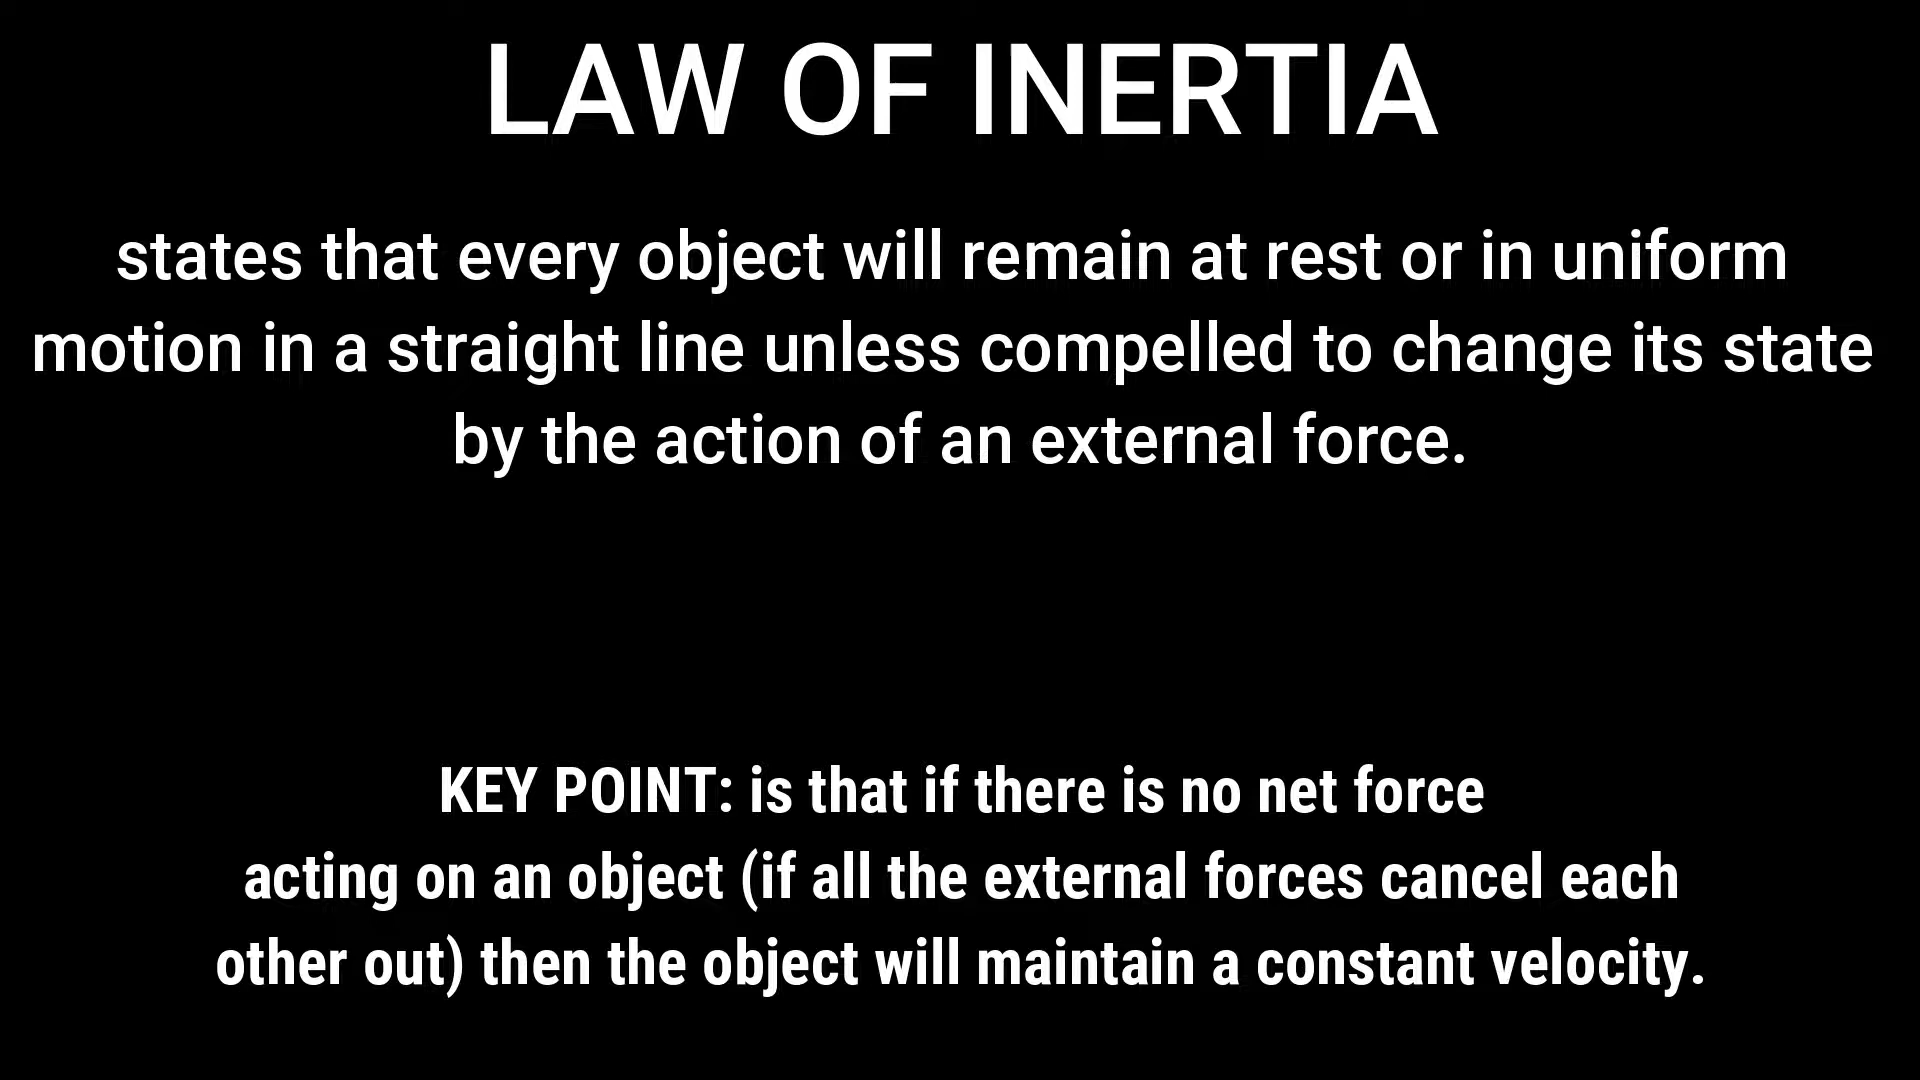 LAW OF INERTIA
states that every object will remain at rest or in uniform
motion in a straight line unless compelled to change its state
by the action of an external force.
KEY POINT: is that if there is no net force
acting on an object (if all the external forces cancel each
other out) then the object will maintain a constant velocity.